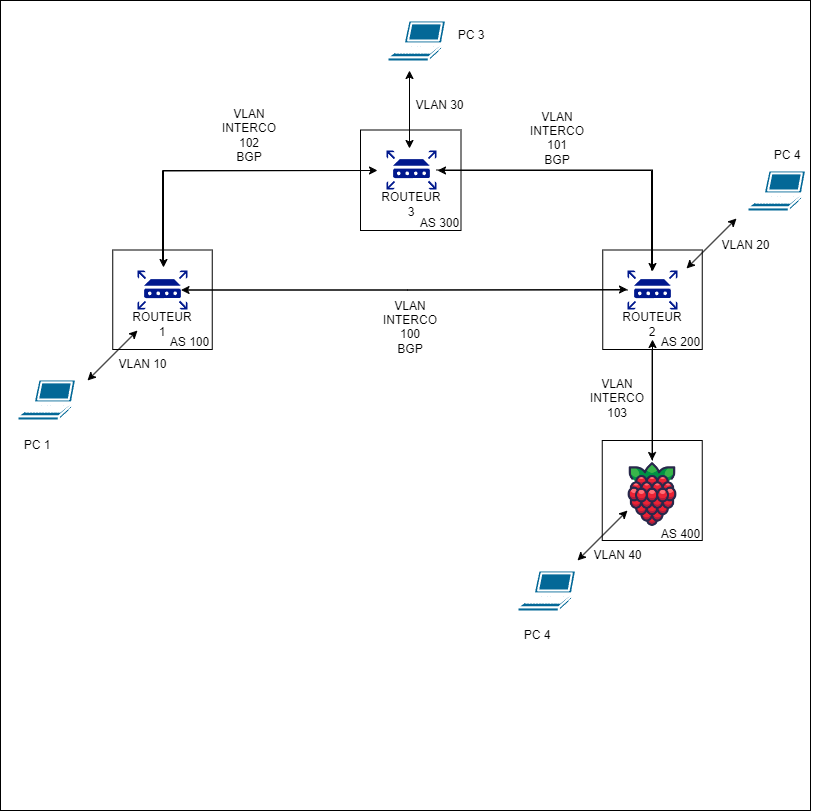 PC 3
VLAN 30
VLAN
INTERCO
102
BGP
VLAN
INTERCO
101
BGP
PC 4
ROUTEUR
3
AS 300
VLAN 20
ROUTEUR
1
AS 100
VLAN
INTERCO
100
BGP
ROUTEUR
2
AS 200
VLAN 10
PC 1
VLAN
INTERCO
103
AS 400
VLAN 40
PC 4